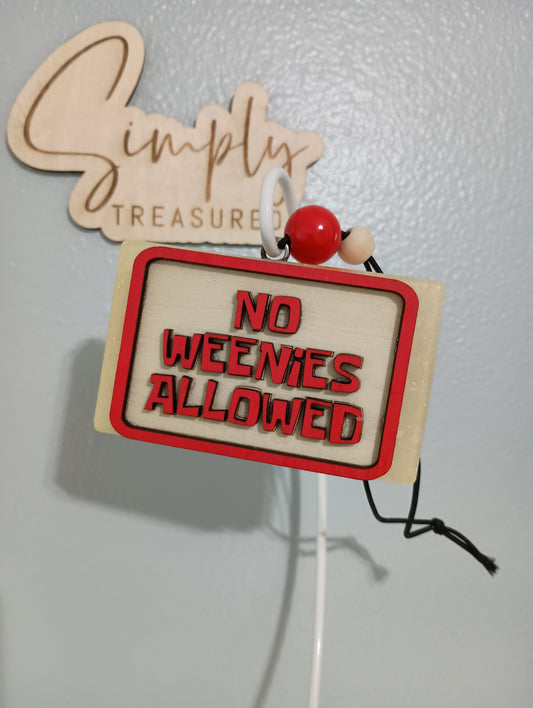 Simply
TREASURED
NO
WEENiES
ALLOWED